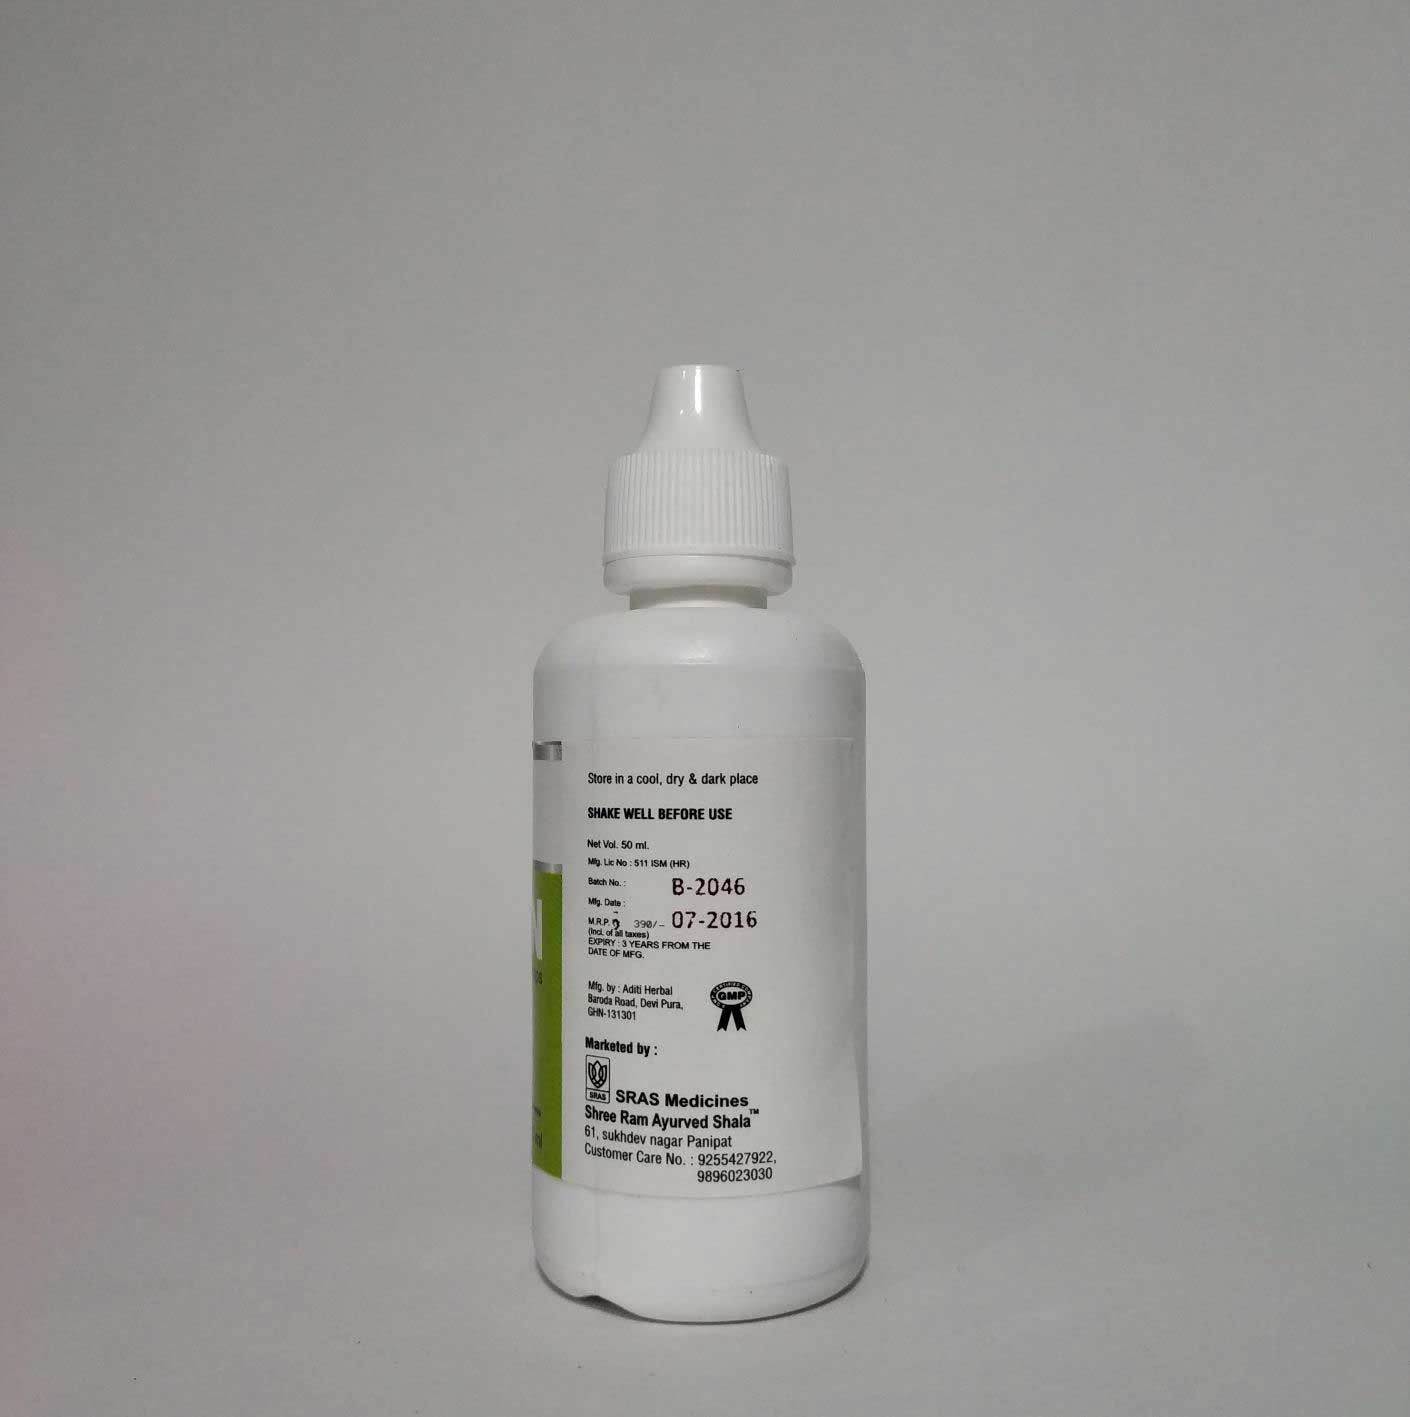 Store in a cool, dry & dark place
SHAKE WELL BEFORE USE
Net Vol. 50 ml.
Mfg. Lic No : 511 ISM (HR)
Batch No. : B-2046
Mfg. Date :
M.R.P. 390/- 07-2016
(Incl. of all taxes)
EXPIRY : 3 YEARS FROM THE
DATE OF MFG.
Mfg. by : Aditi Herbal
Baroda Road, Devi Pura,
GHN-131301
GMP
Marketed by :
SRAS
SRAS Medicines
Shree Ram Ayurved Shala™
61, sukhdev nagar Panipat
Customer Care No. : 9255427922,
9896023030
N
ml